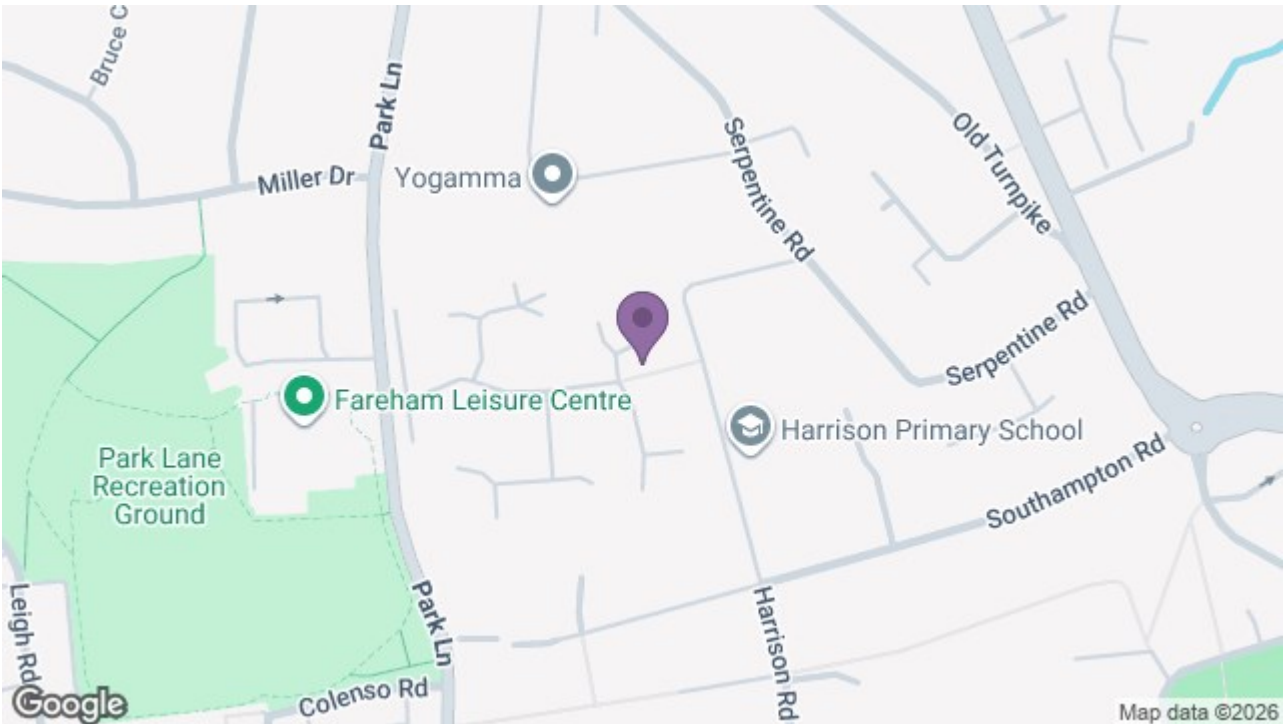 Bruce C
Park Ln
Miller Dr
Yogamma
Serpentine Rd
Old Turnpike
Serpentine Rd
Fareham Leisure Centre
Harrison Primary School
Park Lane
Recreation
Ground
Southampton Rd
Leigh Rd
Park Ln
Harrison Rd
Colenso Rd
Google
Map data ©2026